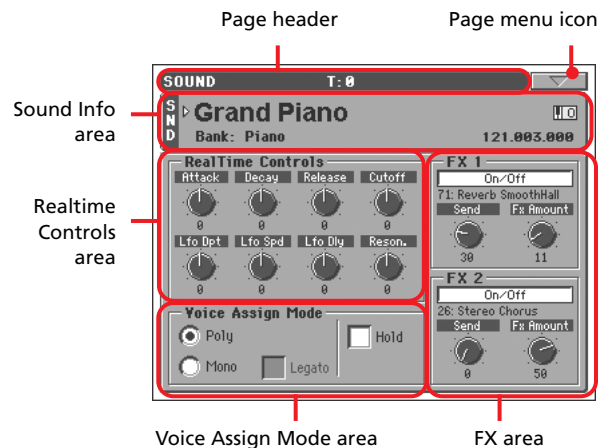 Page header
Page menu icon
SOUND T:0
Sound Info area
SND
Grand Piano
Bank: Piano
121.003.000
Realtime Controls area
RealTime Controls
Attack Decay Release Cutoff
0 0 0 0
Lfo Dpt Lfo Spd Lfo Dly Reson.
0 0 0 0
FX 1
On/Off
71: Reverb SmoothHall
Send Fx Amount
30 11
FX 2
On/Off
26: Stereo Chorus
Send Fx Amount
0 50
Voice Assign Mode
Poly
Hold
Mono
Legato
Voice Assign Mode area
FX area